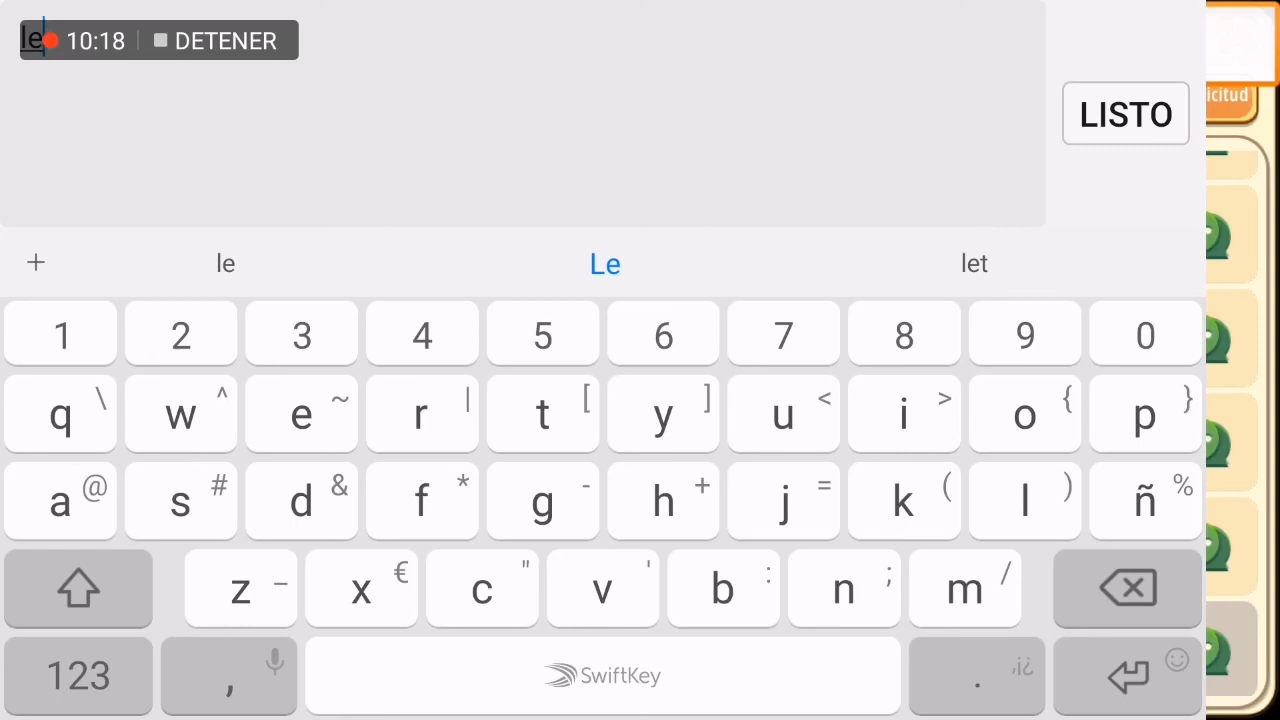 le 10:18 DETENER
icitud
LISTO
+ le Le let
1 2 3 4 5 6 7 8 9 0
q \ w ^ e ~ r | t [ y ] u < i > o { p }
a @ s # d & f * g - h + j = k ( l ) ñ %
z _ x € c " v ' b : n ; m /
123 , SwiftKey . ,¡¿